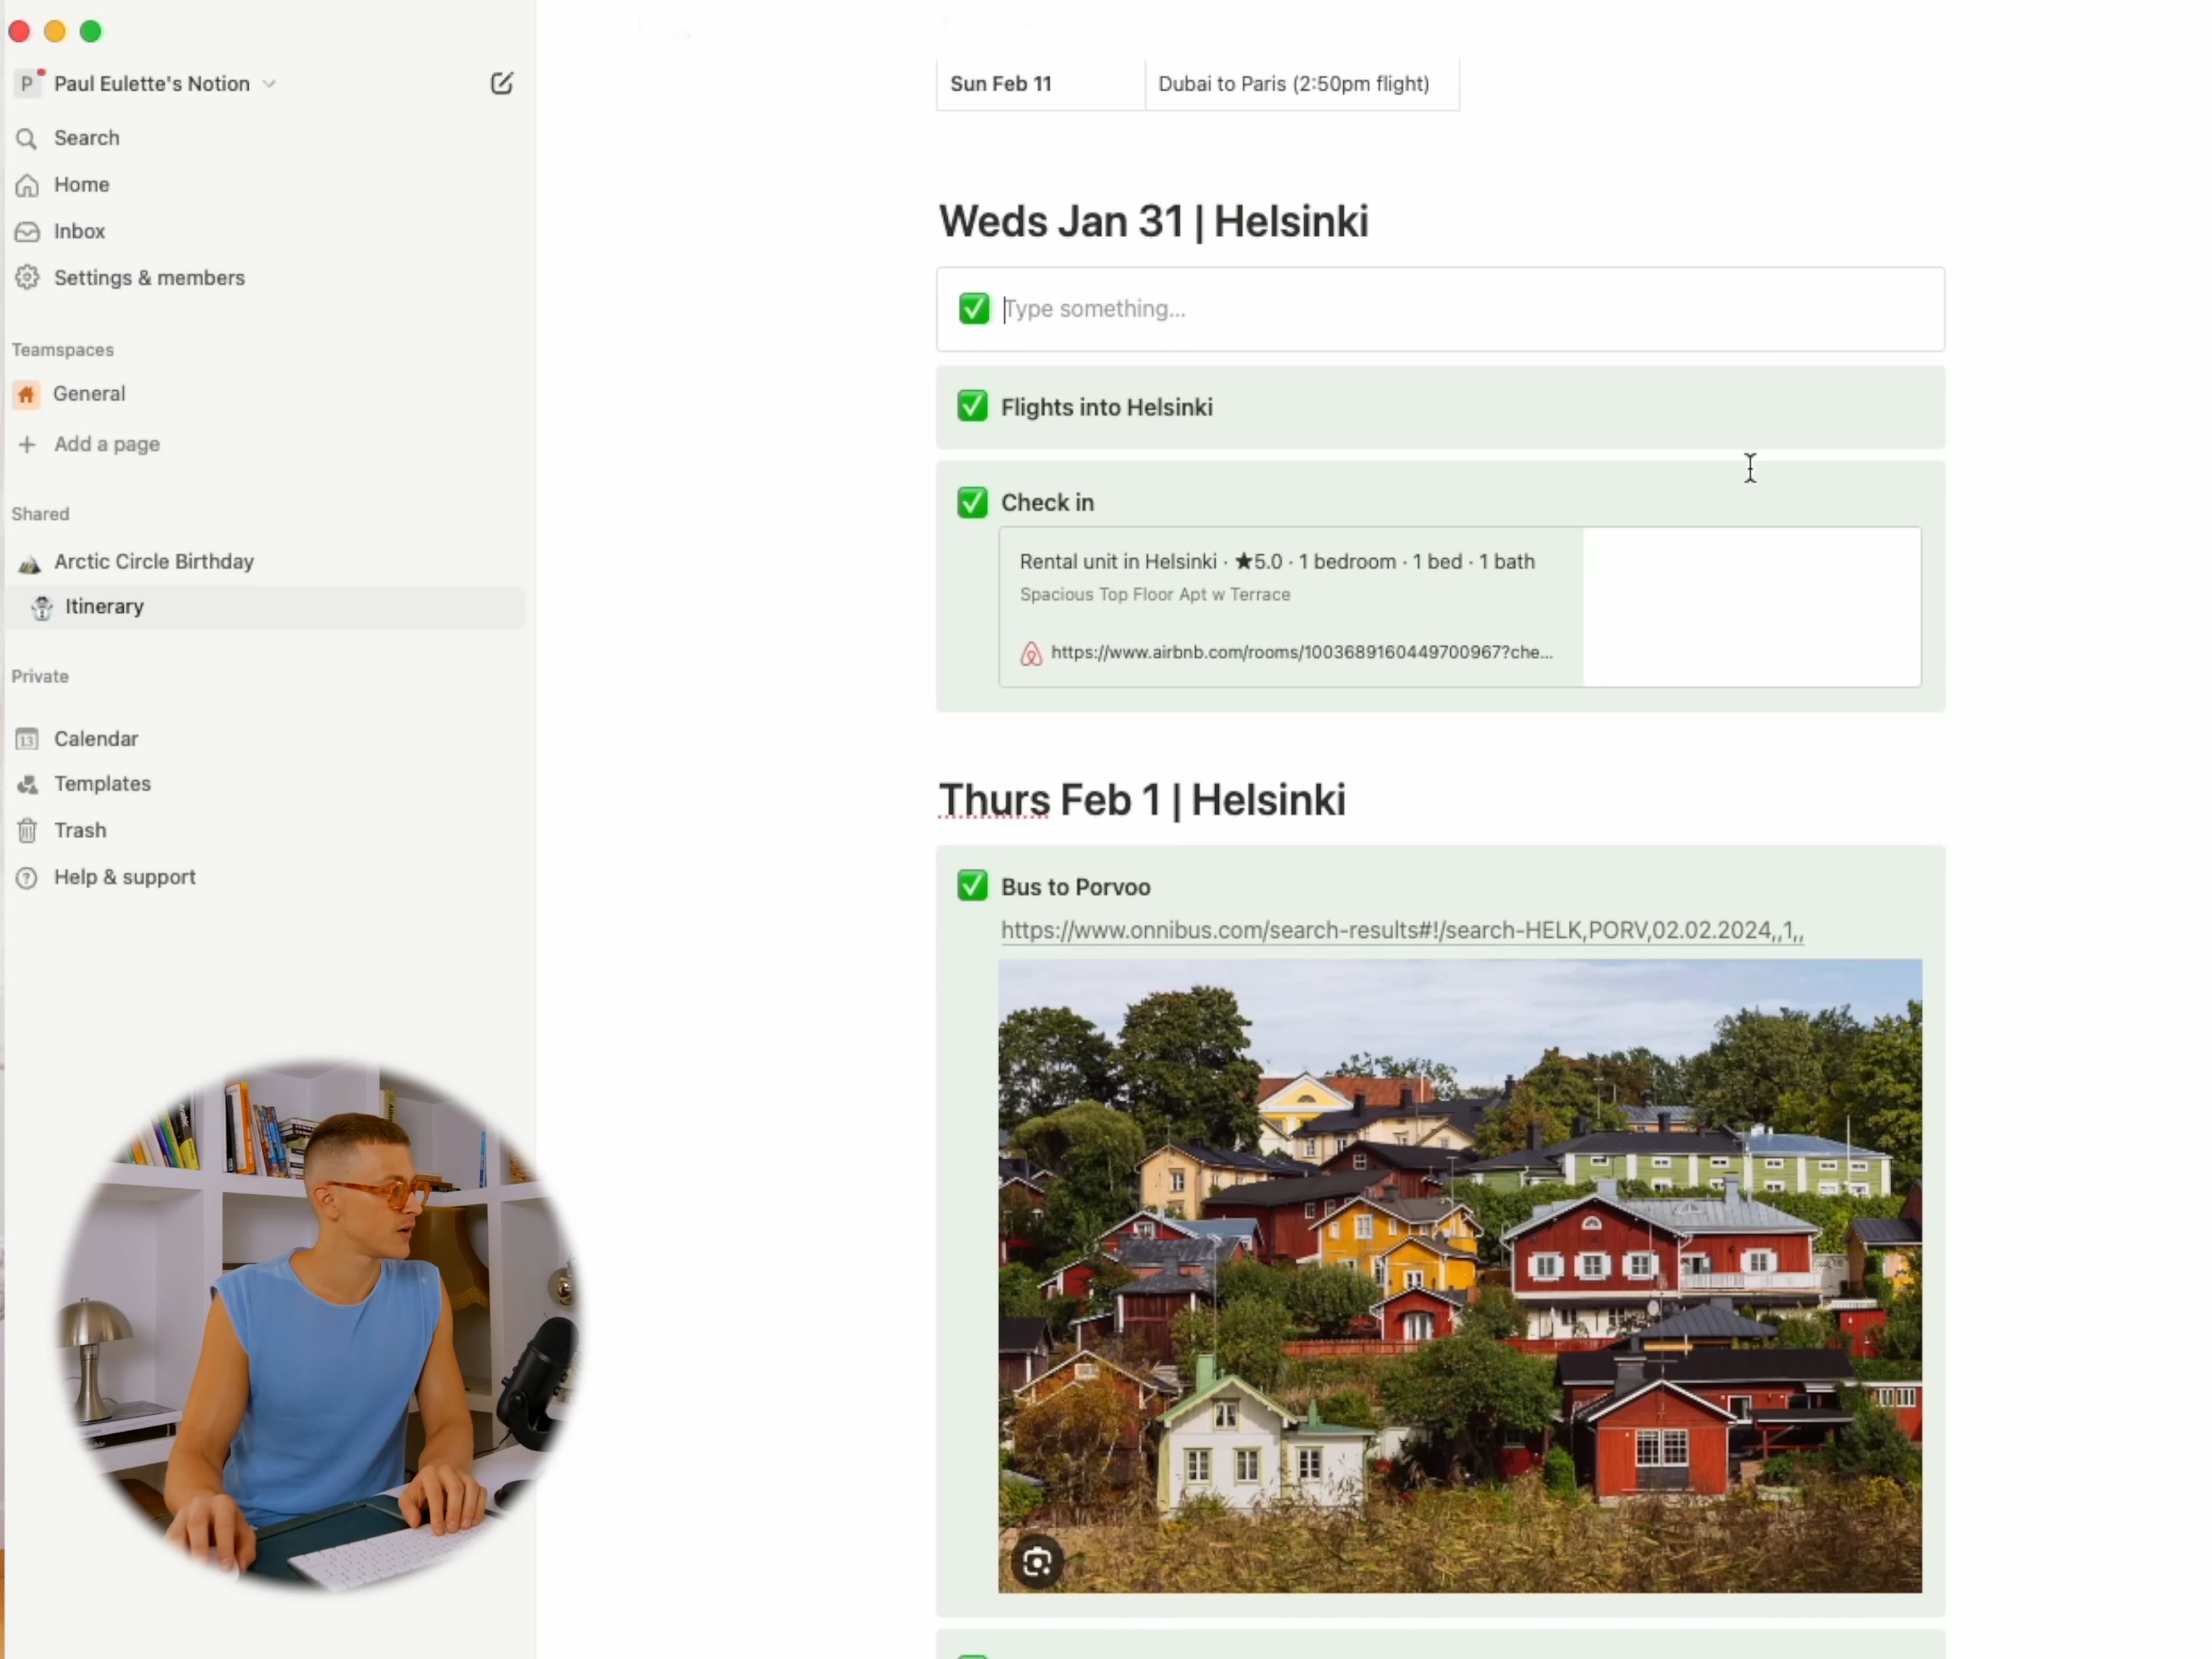 P Paul Eulette's Notion
Search
Home
Inbox
Settings & members
Teamspaces
General
Add a page
Shared
Arctic Circle Birthday
Itinerary
Private
13 Calendar
Templates
Trash
? Help & support
Sun Feb 11 Dubai to Paris (2:50pm flight)
Weds Jan 31 | Helsinki
✅ Type something...
✅ Flights into Helsinki
✅ Check in
Rental unit in Helsinki · ★5.0 · 1 bedroom · 1 bed · 1 bath
Spacious Top Floor Apt w Terrace
https://www.airbnb.com/rooms/1003689160449700967?che...
Thurs Feb 1 | Helsinki
✅ Bus to Porvoo
https://www.onnibus.com/search-results#!/search-HELK,PORV,02.02.2024,,1,,